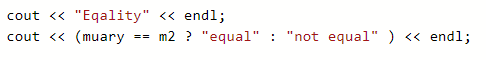 cout << "Eqality" << endl;
cout << (muary == m2 ? "equal" : "not equal" ) << endl;